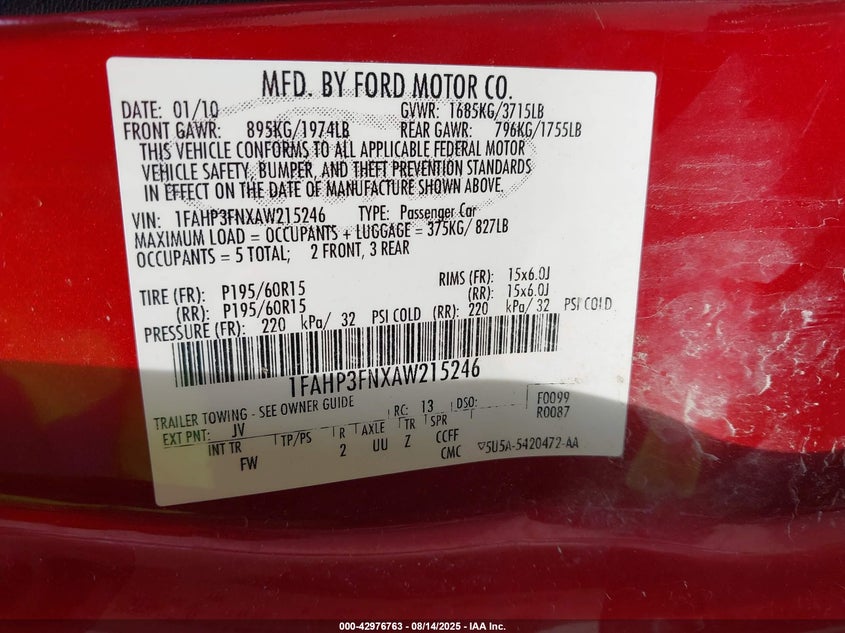 MFD. BY FORD MOTOR CO.
DATE: 01/10 GVWR: 1685KG/3715LB
FRONT GAWR: 895KG/1974LB REAR GAWR: 796KG/1755LB
THIS VEHICLE CONFORMS TO ALL APPLICABLE FEDERAL MOTOR
VEHICLE SAFETY, BUMPER, AND THEFT PREVENTION STANDARDS
IN EFFECT ON THE DATE OF MANUFACTURE SHOWN ABOVE.
VIN: 1FAHP3FNXAW215246 TYPE: Passenger Car
MAXIMUM LOAD = OCCUPANTS + LUGGAGE = 375KG/ 827LB
OCCUPANTS = 5 TOTAL; 2 FRONT, 3 REAR
TIRE (FR): P195/60R15 RIMS (FR): 15x6.0J
(RR): P195/60R15 (RR): 15x6.0J
PRESSURE (FR): 220 kPa/ 32 PSI COLD (RR): 220 kPa/ 32 PSI COLD
1FAHP3FNXAW215246
TRAILER TOWING - SEE OWNER GUIDE RC: 13 DSO: F0099
R0087
EXT PNT: JV
INT TR TP/PS R AXLE TR SPR
FW 2 UU Z CCFF
CMC
5U5A-5420472-AA
000-42976763 - 08/14/2025 - IAA Inc.